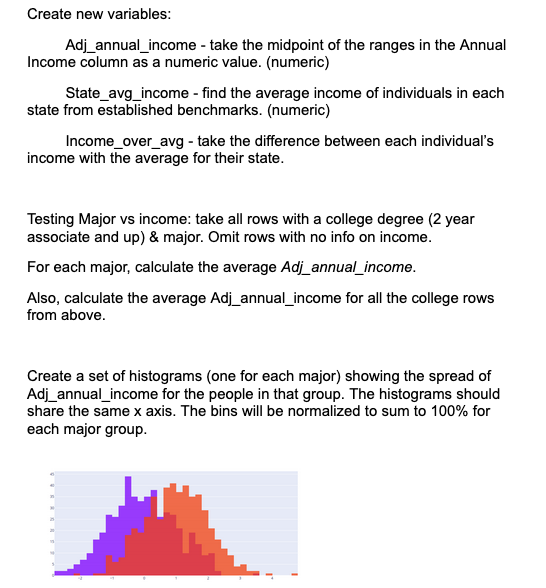 Create new variables:
Adj_annual_income - take the midpoint of the ranges in the Annual
Income column as a numeric value. (numeric)
State_avg_income - find the average income of individuals in each
state from established benchmarks. (numeric)
Income_over_avg - take the difference between each individual's
income with the average for their state.
Testing Major vs income: take all rows with a college degree (2 year
associate and up) & major. Omit rows with no info on income.
For each major, calculate the average Adj_annual_income.
Also, calculate the average Adj_annual_income for all the college rows
from above.
Create a set of histograms (one for each major) showing the spread of
Adj_annual_income for the people in that group. The histograms should
share the same x axis. The bins will be normalized to sum to 100% for
each major group.